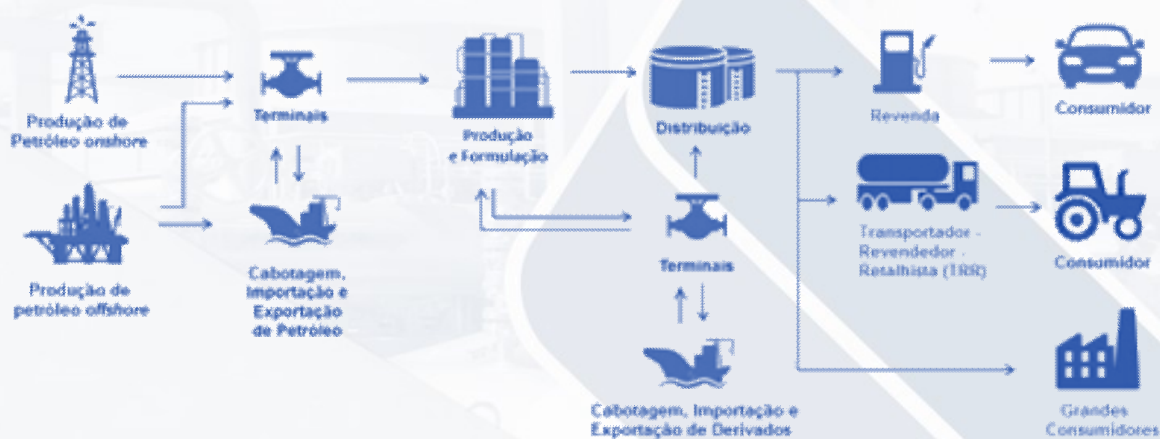 Produção de
Petróleo onshore
Terminais
Produção
e Formulação
Distribuição
Revenda
Consumidor
Produção de
petróleo offshore
Cabotagem,
Importação e
Exportação
de Petróleo
Terminais
Transportador -
Revendedor -
Retalhista (TRR)
Consumidor
Cabotagem, Importação e
Exportação de Derivados
Grandes
Consumidores